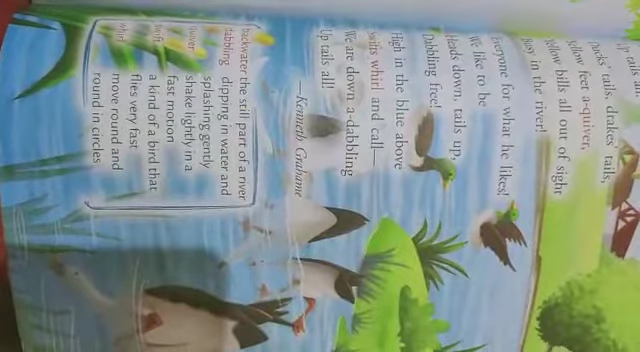 Up tails all!
Ducks' tails, drakes' tails,
Yellow feet a-quiver,
Yellow bills all out of sight
Busy in the river!
Everyone for what he likes!
We like to be
Heads down, tails up,
Dabbling free!
High in the blue above
Swifts whirl and call—
We are down a-dabbling
Up tails all!
—Kenneth Grahame
backwater the still part of a river
dabbling dipping in water and
splashing gently
quiver shake lightly in a
fast motion
swift a kind of a bird that
flies very fast
whirl move round and
round in circles